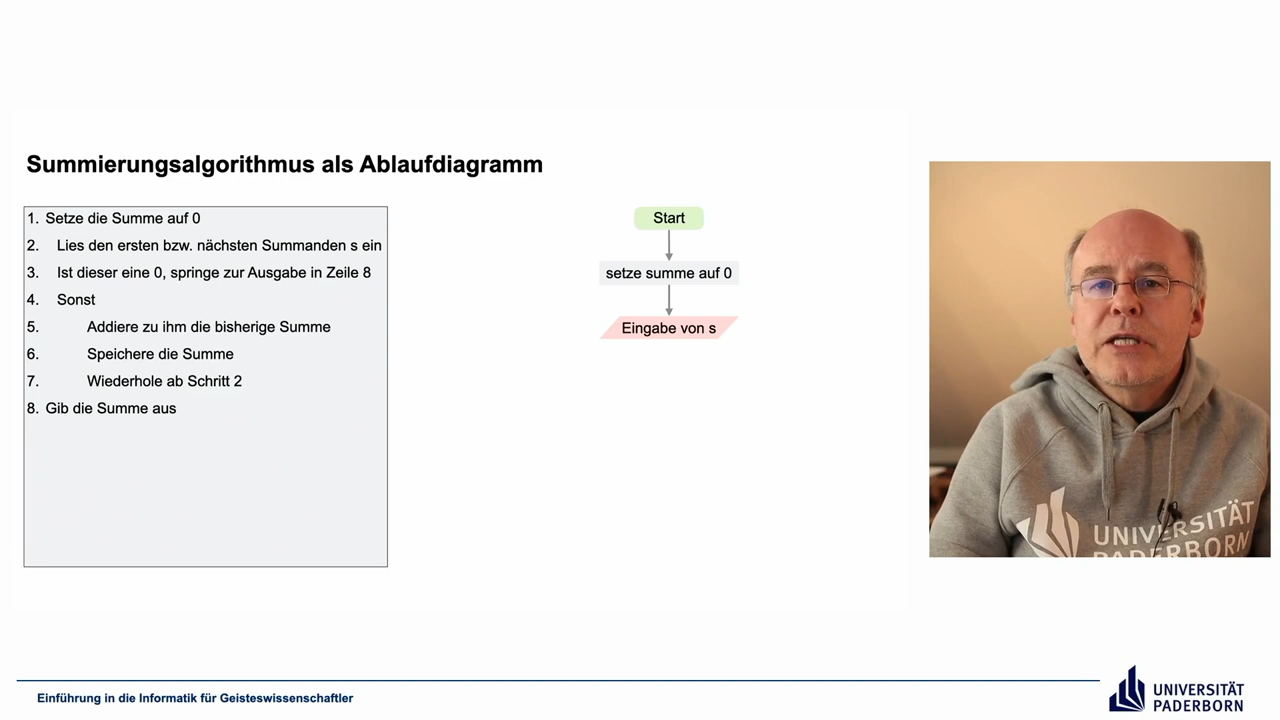 Summierungsalgorithmus als Ablaufdiagramm
1. Setze die Summe auf 0
2. Lies den ersten bzw. nächsten Summanden s ein
3. Ist dieser eine 0, springe zur Ausgabe in Zeile 8
4. Sonst
5. Addiere zu ihm die bisherige Summe
6. Speichere die Summe
7. Wiederhole ab Schritt 2
8. Gib die Summe aus
Start
setze summe auf 0
Eingabe von s
UNIVERSITÄT
PADERBORN
Einführung in die Informatik für Geisteswissenschaftler
UNIVERSITÄT
PADERBORN